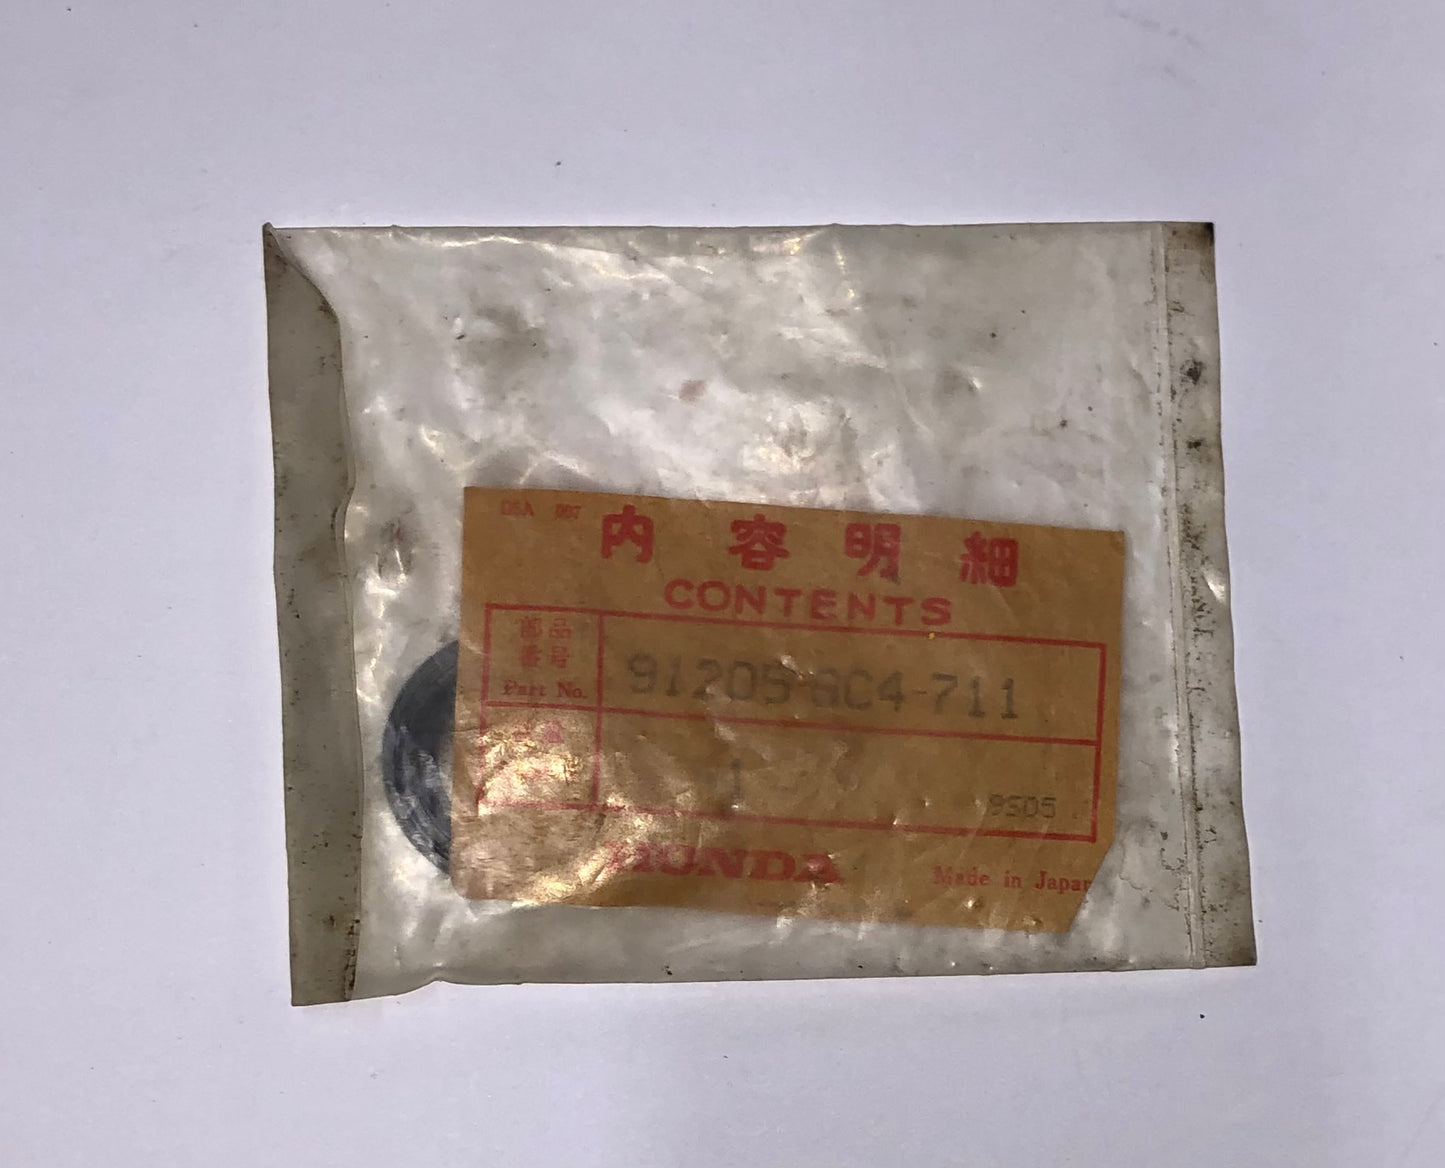 内容明細
CONTENTS
部品
番号
Part No.
91205-GC4-711
1
9S05
HONDA
Made in Japan